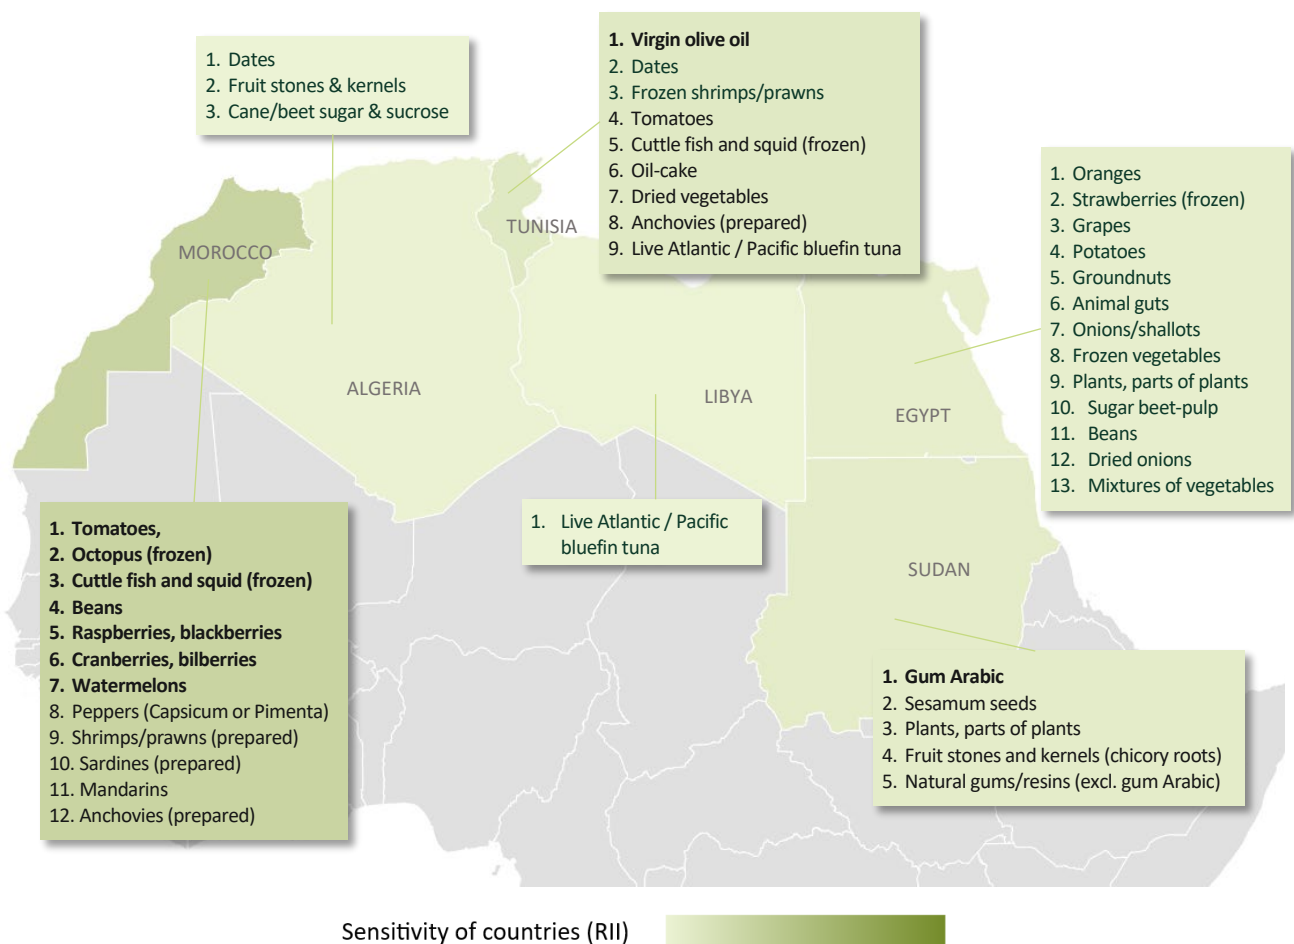 1. Dates
2. Fruit stones & kernels
3. Cane/beet sugar & sucrose
1. Virgin olive oil
2. Dates
3. Frozen shrimps/prawns
4. Tomatoes
5. Cuttle fish and squid (frozen)
6. Oil-cake
7. Dried vegetables
8. Anchovies (prepared)
9. Live Atlantic / Pacific bluefin tuna
1. Oranges
2. Strawberries (frozen)
3. Grapes
4. Potatoes
5. Groundnuts
6. Animal guts
7. Onions/shallots
8. Frozen vegetables
9. Plants, parts of plants
10. Sugar beet-pulp
11. Beans
12. Dried onions
13. Mixtures of vegetables
MOROCCO
TUNISIA
ALGERIA
LIBYA
EGYPT
SUDAN
1. Live Atlantic / Pacific
bluefin tuna
1. Tomatoes,
2. Octopus (frozen)
3. Cuttle fish and squid (frozen)
4. Beans
5. Raspberries, blackberries
6. Cranberries, bilberries
7. Watermelons
8. Peppers (Capsicum or Pimenta)
9. Shrimps/prawns (prepared)
10. Sardines (prepared)
11. Mandarins
12. Anchovies (prepared)
1. Gum Arabic
2. Sesamum seeds
3. Plants, parts of plants
4. Fruit stones and kernels (chicory roots)
5. Natural gums/resins (excl. gum Arabic)
Sensitivity of countries (RII)